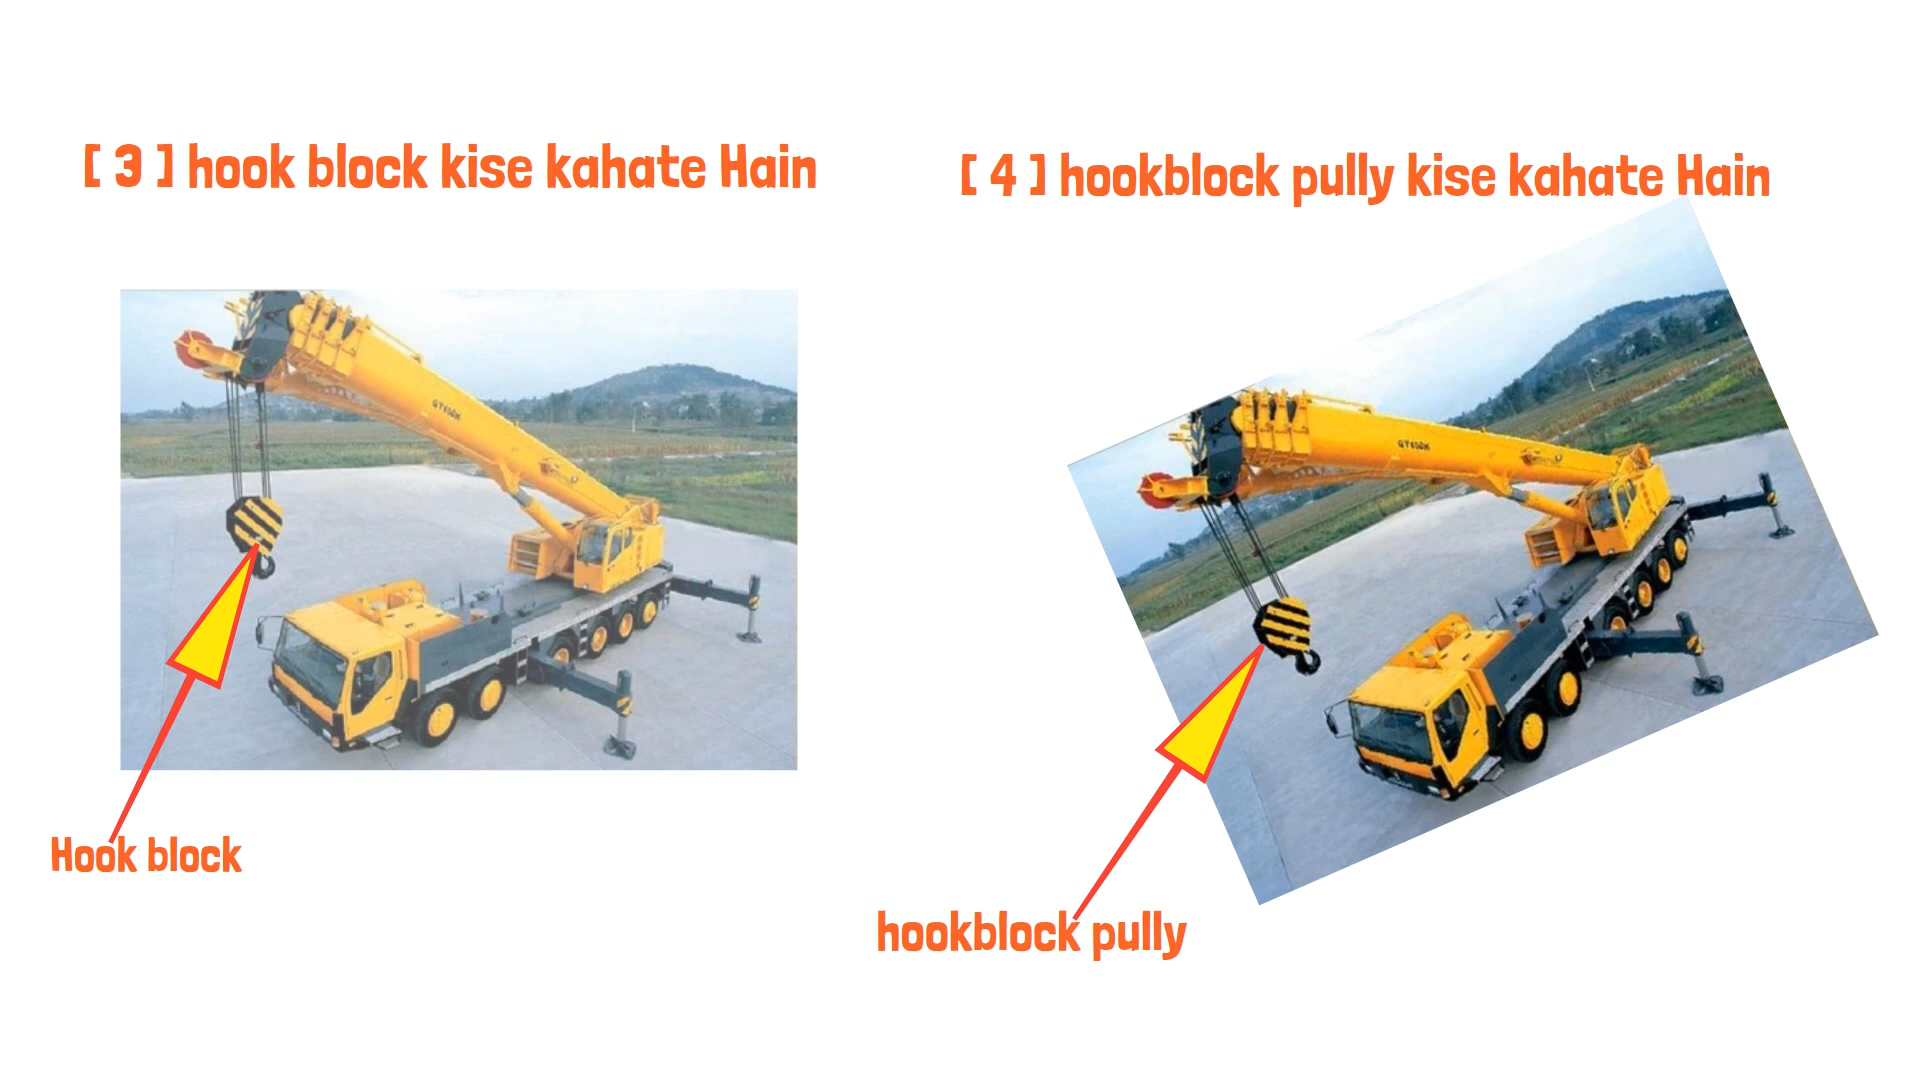 [ 3 ] hook block kise kahate Hain
[ 4 ] hookblock pully kise kahate Hain
Hook block
hookblock pully